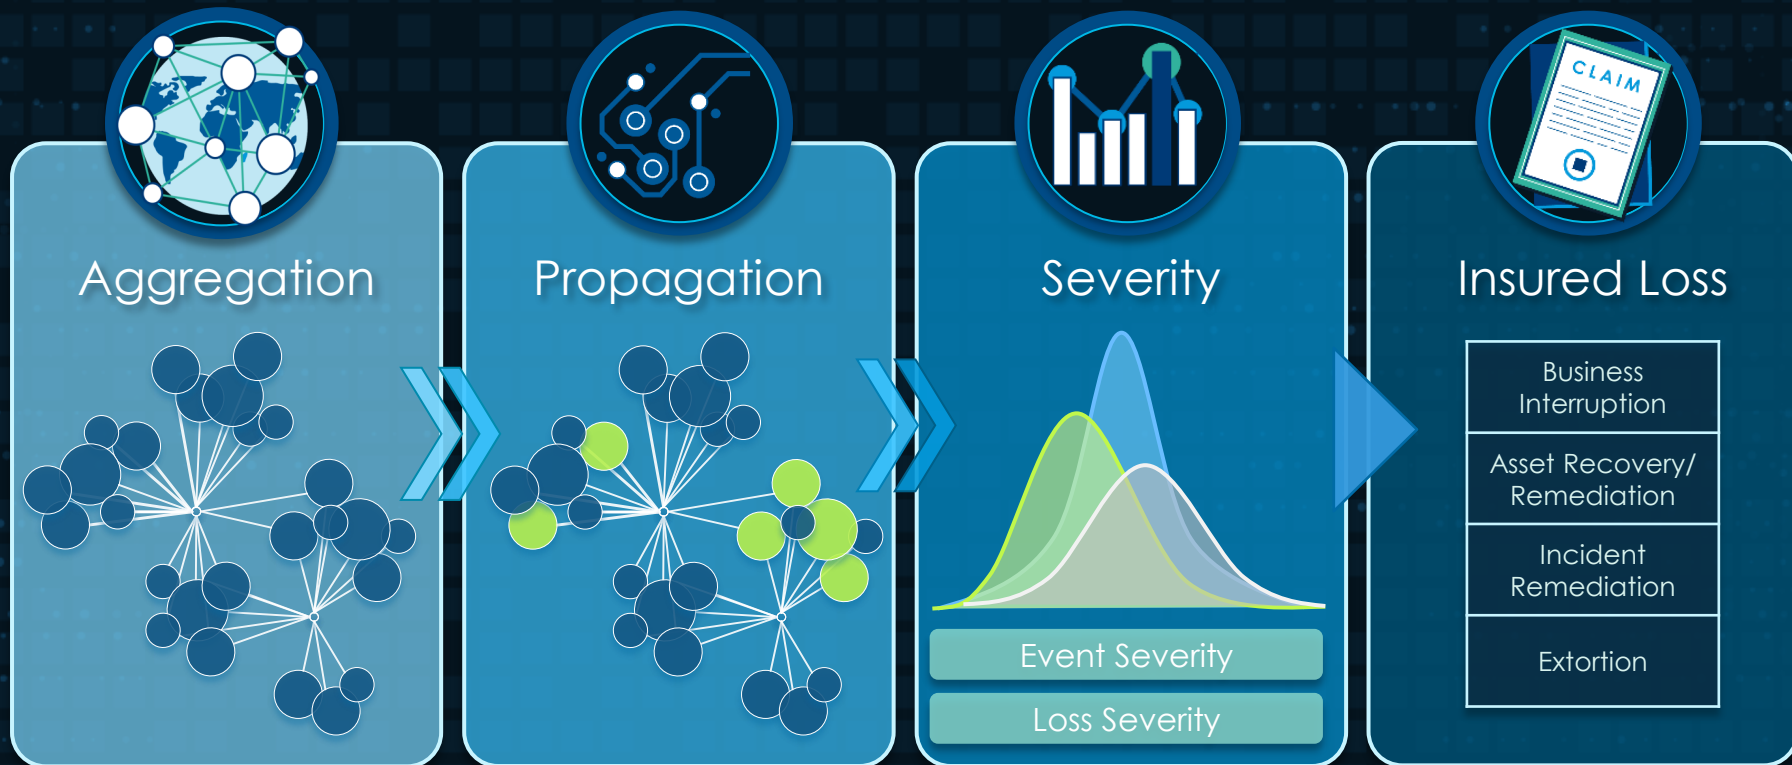 CLAIM
Aggregation
Propagation
Severity
Insured Loss
Business
Interruption
Asset Recovery/
Remediation
Incident
Remediation
Extortion
Event Severity
Loss Severity